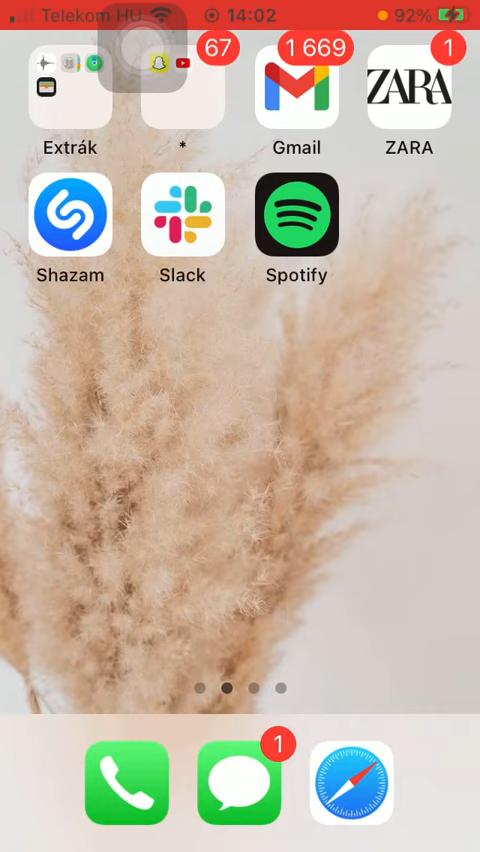 Telekom HU 14:02 92%
67 1 669 1
ZARA
Extrák * Gmail ZARA
Shazam Slack Spotify
1